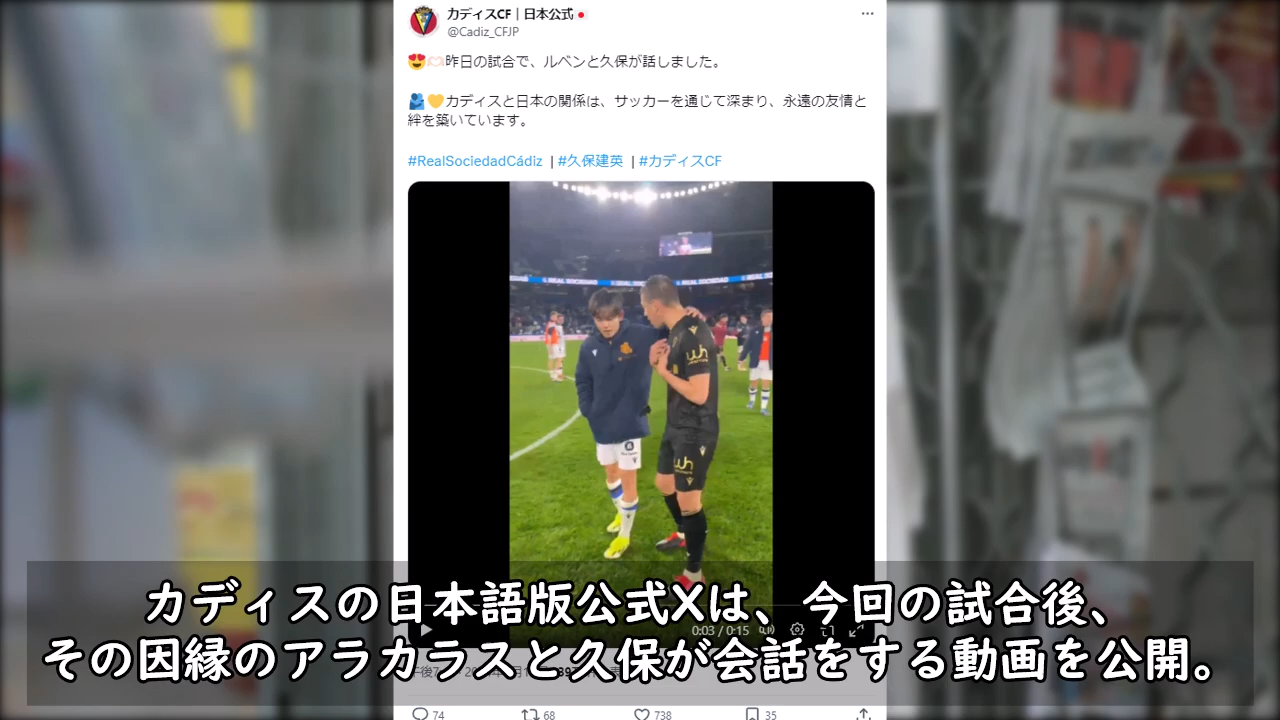 カディスCF｜日本公式🇯🇵
@Cadiz_CFJP
😍🫶🏻昨日の試合で、ルベンと久保が話しました。
🫂💛カディスと日本の関係は、サッカーを通じて深まり、永遠の友情と
絆を築いています。
#RealSociedadCádiz | #久保建英 | #カディスCF
REAL SOCIEDAD
wh
wh
0:03 / 0:15
カディスの日本語版公式Xは、今回の試合後、
その因縁のアラカラスと久保が会話をする動画を公開。
74 68 738 35